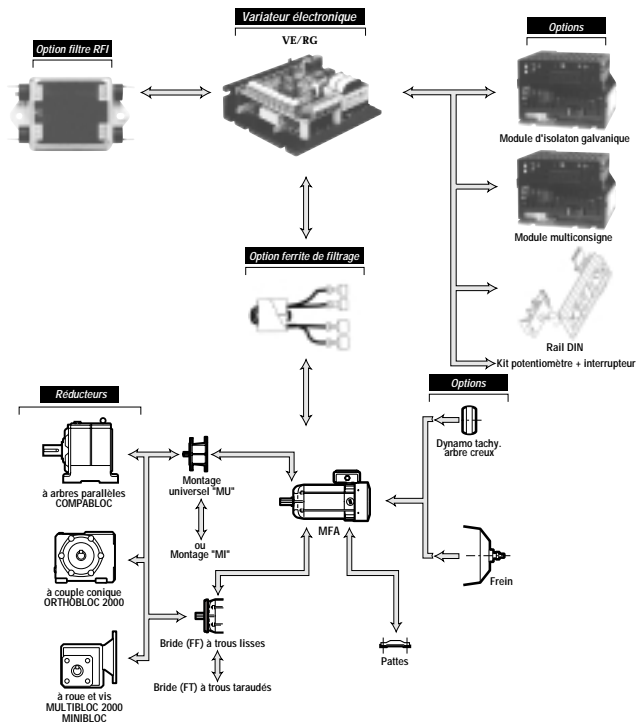 Variateur électronique
VE/RG
Option filtre RFI
Options
Module d'isolaton galvanique
Module multiconsigne
Option ferrite de filtrage
Rail DIN
Kit potentiomètre + interrupteur
Réducteurs
Options
à arbres parallèles
COMPABLOC
Montage
universel "MU"
ou
Montage "MI"
MFA
Dynamo tachy.
arbre creux
Frein
à couple conique
ORTHOBLOC 2000
Bride (FF) à trous lisses
Bride (FT) à trous taraudés
Pattes
à roue et vis
MULTIBLOC 2000
MINIBLOC